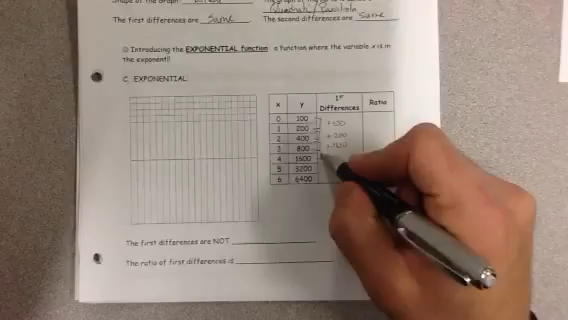 The first differences are same
The second differences are same
Introducing the EXPONENTIAL function a function where the variable x is in
the exponent!!
C. EXPONENTIAL
x y 1st Differences Ratio
0 100
+100
1 200
+200
2 400
+400
3 800
4 1600
5 3200
6 6400
The first differences are NOT
The ratio of first differences is